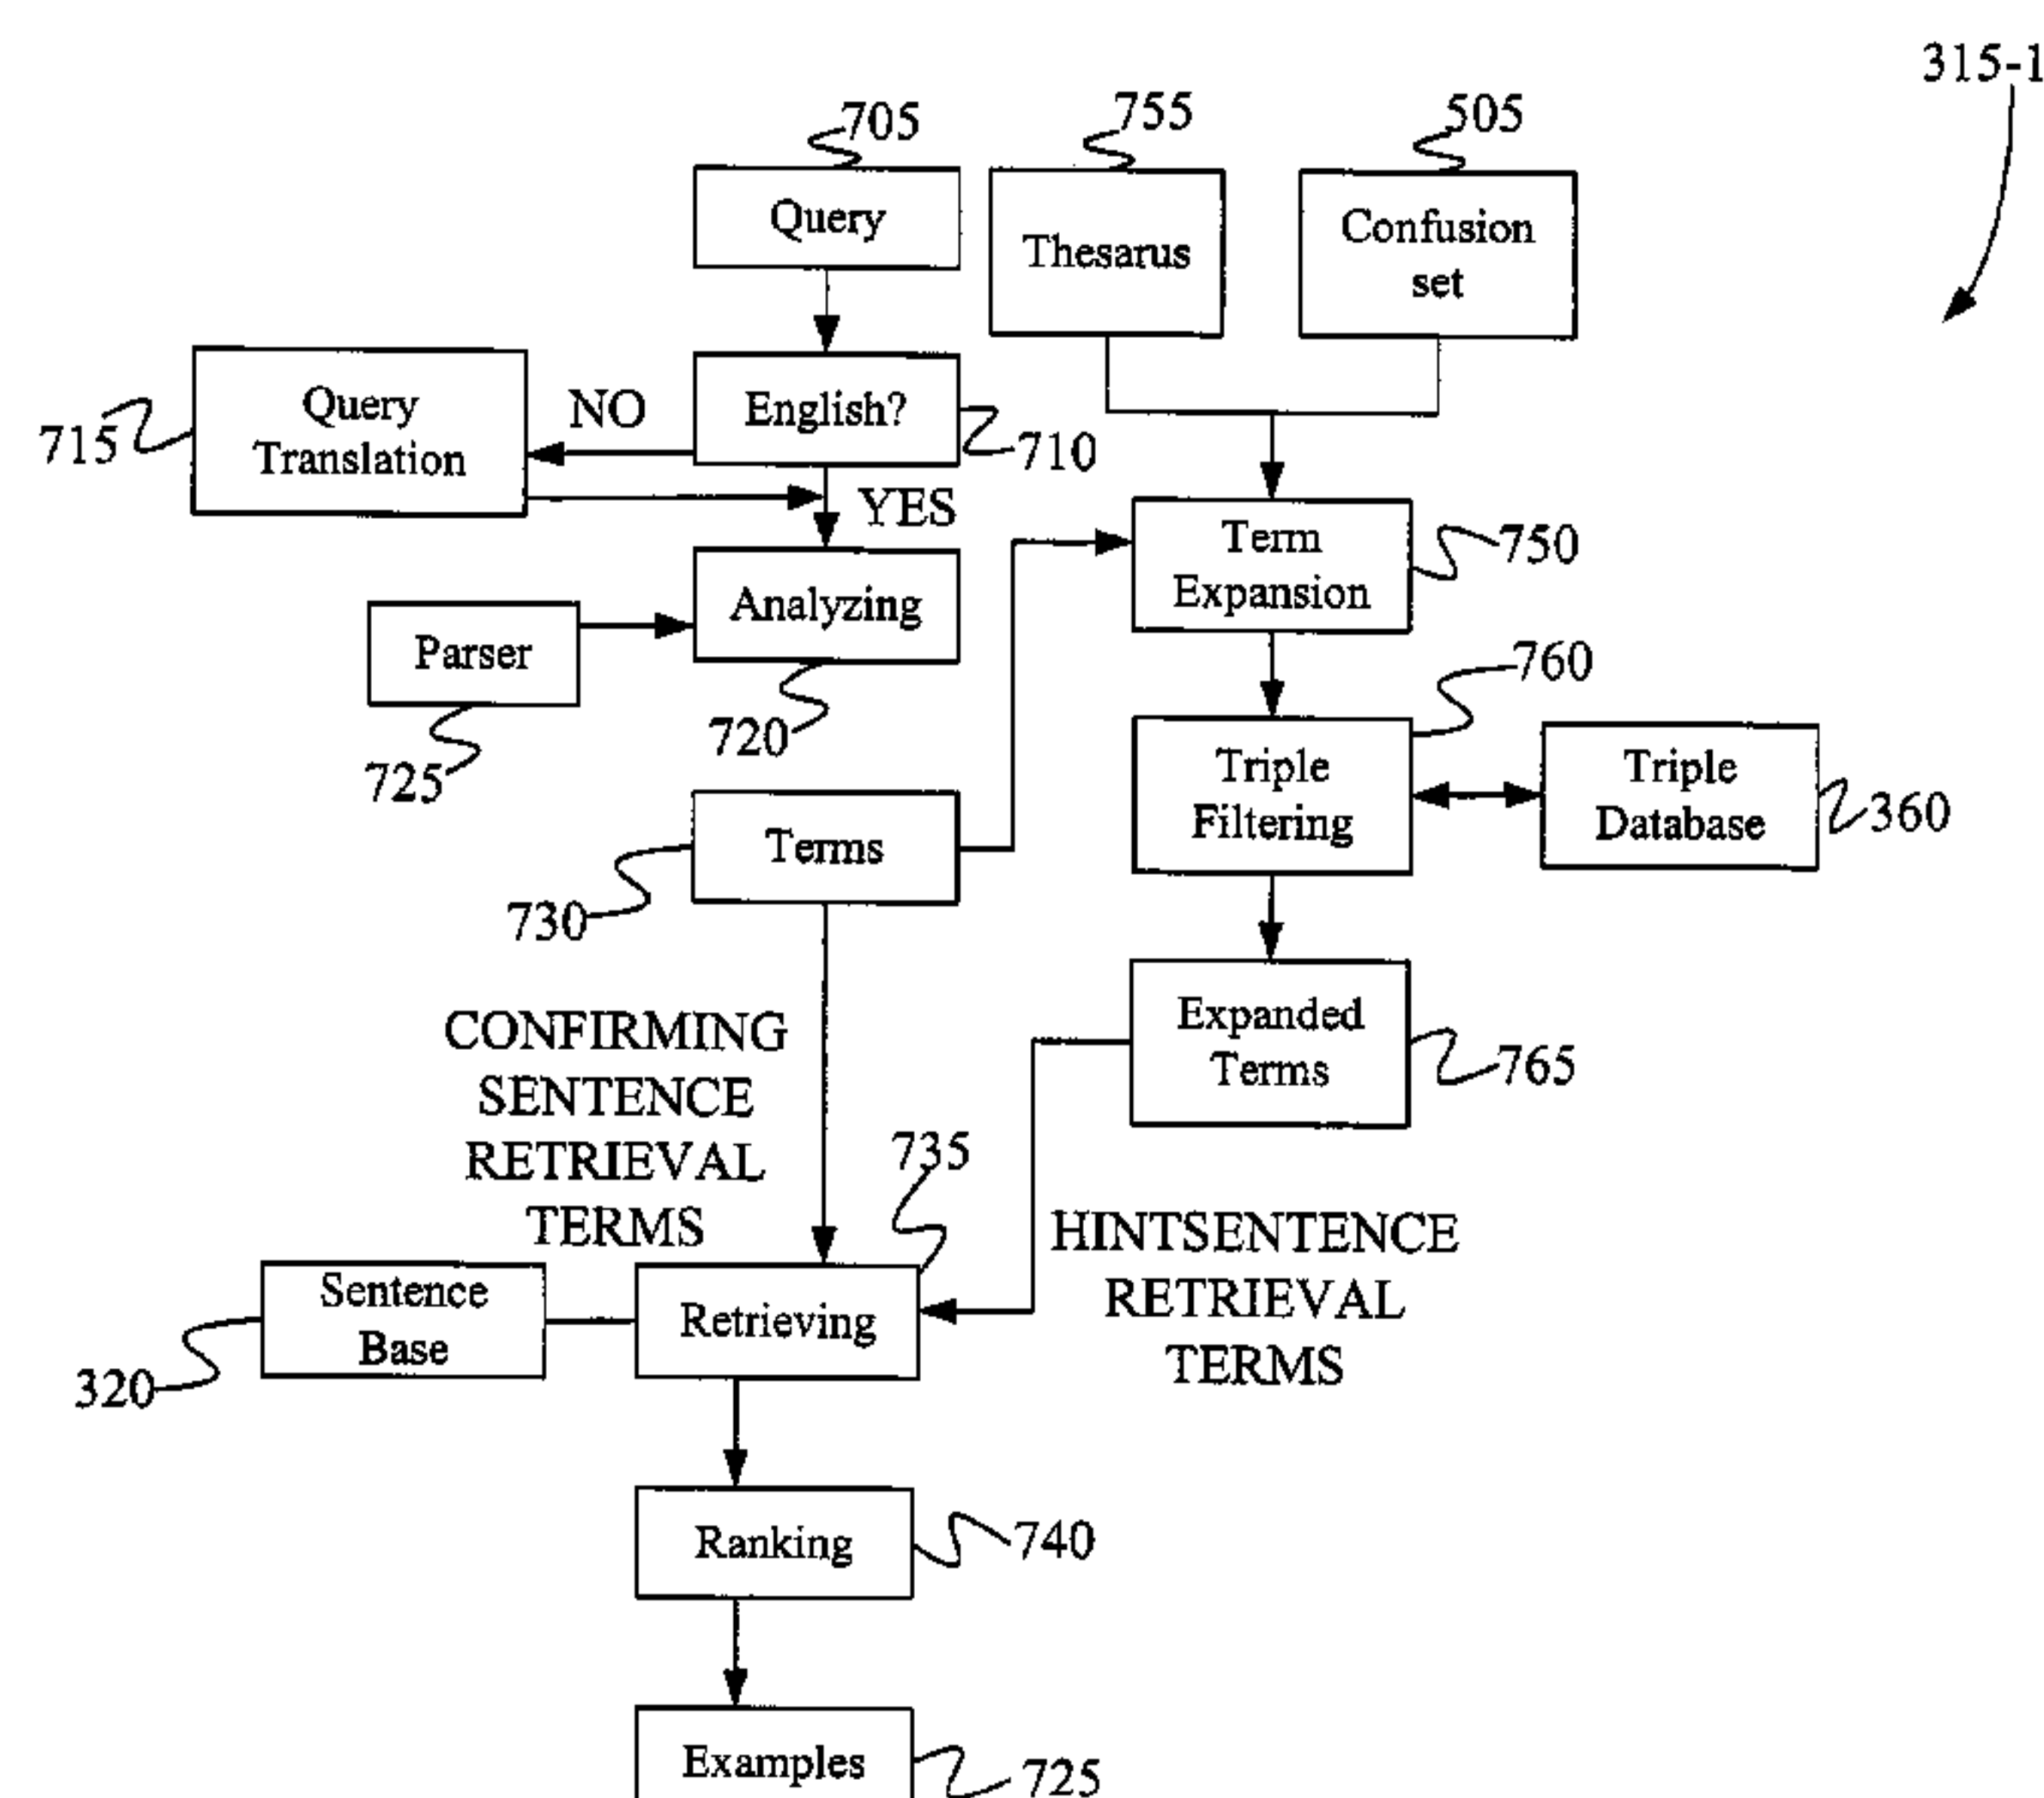 315-1
705
755
505
Query
Thesarus
Confusion
set
Query
Translation
NO
English?
715
710
YES
Term
Expansion
750
Analyzing
Parser
760
720
725
Triple
Filtering
Triple
Database
360
Terms
730
Expanded
Terms
765
CONFIRMING
SENTENCE
RETRIEVAL
TERMS
735
HINTSENTENCE
RETRIEVAL
TERMS
Sentence
Base
Retrieving
320
Ranking
740
Examples
725